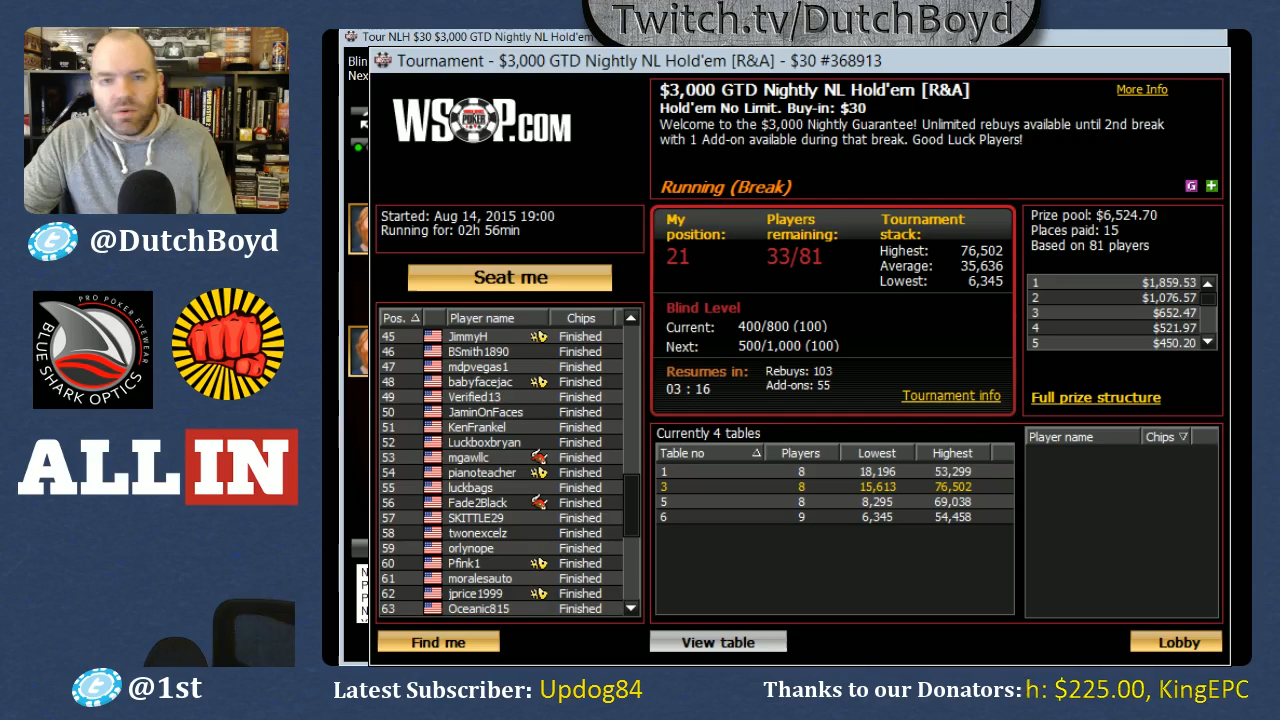 Twitch.tv/DutchBoyd
Tour NLH $30 $3,000 GTD Nightly NL Hold'em
Tournament - $3,000 GTD Nightly NL Hold'em [R&A] - $30 #368913
WSOP.COM
$3,000 GTD Nightly NL Hold'em [R&A]
More Info
Hold'em No Limit. Buy-in: $30
Welcome to the $3,000 Nightly Guarantee! Unlimited rebuys available until 2nd break
with 1 Add-on available during that break. Good Luck Players!
Running (Break)
Started: Aug 14, 2015 19:00
Running for: 02h 56min
Seat me
My position: 21
Players remaining: 33/81
Tournament stack:
Highest: 76,502
Average: 35,636
Lowest: 6,345
Blind Level
Current: 400/800 (100)
Next: 500/1,000 (100)
Resumes in:
03 : 16
Rebuys: 103
Add-ons: 55
Tournament info
Prize pool: $6,524.70
Places paid: 15
Based on 81 players
1 $1,859.53
2 $1,076.57
3 $652.47
4 $521.97
5 $450.20
Full prize structure
Pos. Player name Chips
45 JimmyH Finished
46 BSmith1890 Finished
47 mdpvegas1 Finished
48 babyfacejac Finished
49 Verified13 Finished
50 JaminOnFaces Finished
51 KenFrankel Finished
52 Luckboxbryan Finished
53 mgawllc Finished
54 pianoteacher Finished
55 luckbags Finished
56 Fade2Black Finished
57 SKITTLE29 Finished
58 twonexcelz Finished
59 orlynope Finished
60 Pfink1 Finished
61 moralesauto Finished
62 jprice1999 Finished
63 Oceanic815 Finished
Currently 4 tables
Table no Players Lowest Highest
1 8 18,196 53,299
3 8 15,613 76,502
5 8 8,295 69,038
6 9 6,345 54,458
Player name Chips
Find me
View table
Lobby
@DutchBoyd
PRO POKER EYEWEAR
BLUE SHARK OPTICS
ALL IN
@1st
Latest Subscriber: Updog84
Thanks to our Donators: h: $225.00, KingEPC